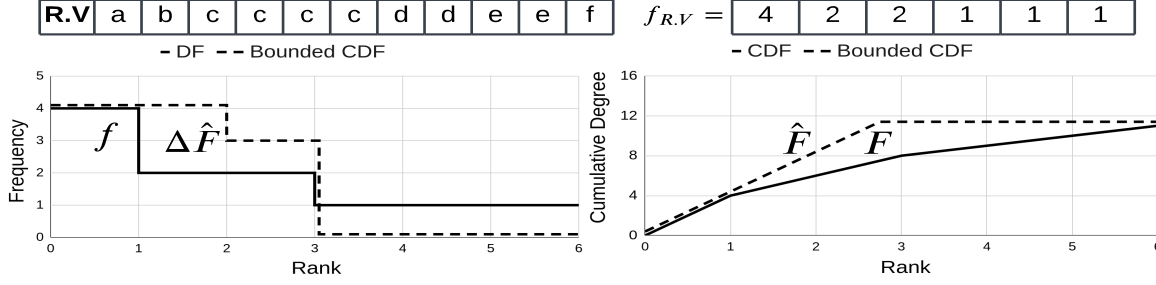 R.V a b c c c c d d e e f
f_{R.V} = 4 2 2 1 1 1
DF Bounded CDF
CDF Bounded CDF
5
4
3
2
1
0
Frequency
f
Δ F̂
0 1 2 3 4 5 6
Rank
16
12
8
4
0
Cumulative Degree
F̂
F
0 1 2 3 4 5 6
Rank